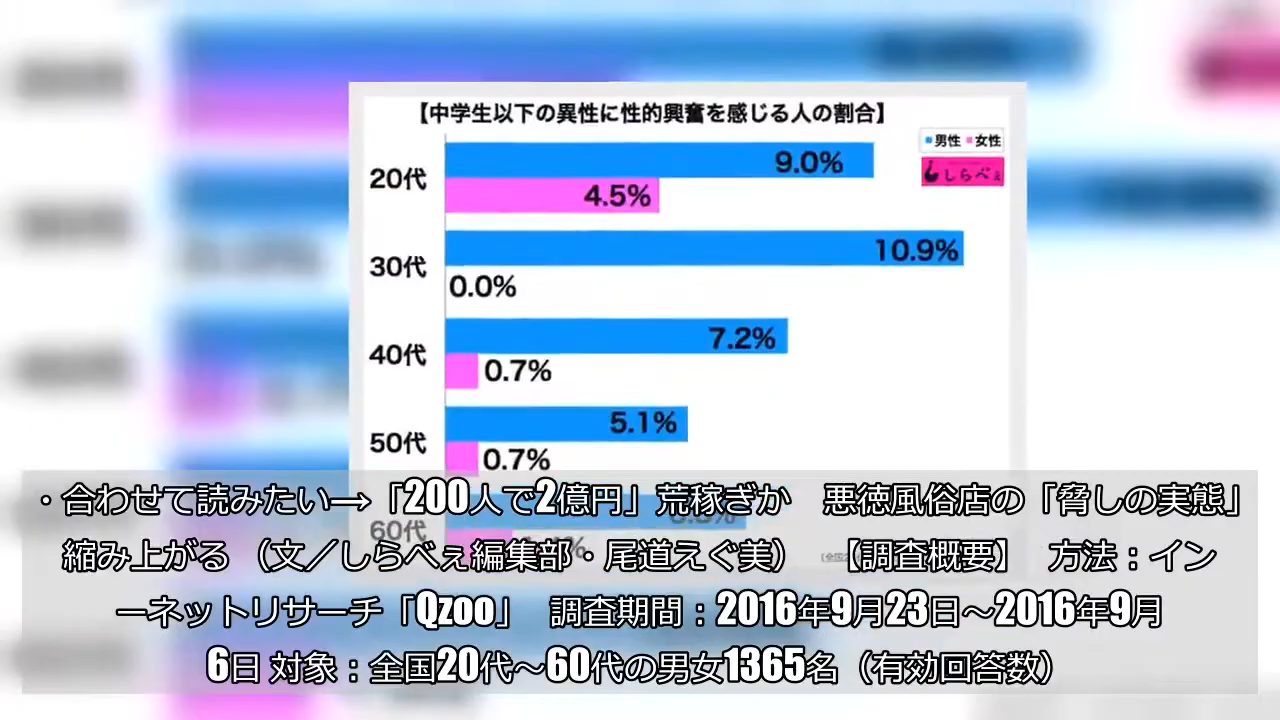 【中学生以下の異性に性的興奮を感じる人の割合】
男性 女性
しらべぇ
20代
9.0%
4.5%
30代
10.9%
0.0%
40代
7.2%
0.7%
50代
5.1%
0.7%
60代
・合わせて読みたい→「200人で2億円」荒稼ぎか　悪徳風俗店の「脅しの実態」
縮み上がる （文／しらべぇ編集部・尾道えぐ美） 【調査概要】 方法：イン
ーネットリサーチ「Qzoo」 調査期間：2016年9月23日～2016年9月
6日 対象：全国20代～60代の男女1365名（有効回答数）